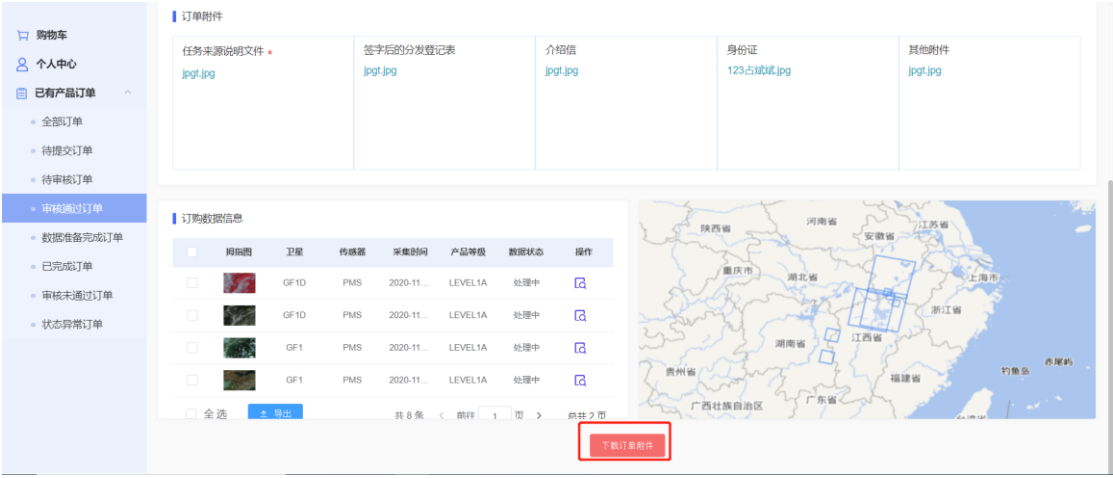 购物车
个人中心
已有产品订单
全部订单
待提交订单
待审核订单
审核通过订单
数据准备完成订单
已完成订单
审核未通过订单
状态异常订单
订单附件
任务来源说明文件 * 签字后的分发登记表 介绍信 身份证 其他附件
jpgt.jpg jpgt.jpg jpgt.jpg 123占斌斌.jpg jpgt.jpg
订购数据信息
拇指图 卫星 传感器 采集时间 产品等级 数据状态 操作
GF1D PMS 2020-11... LEVEL1A 处理中
GF1D PMS 2020-11... LEVEL1A 处理中
GF1 PMS 2020-11... LEVEL1A 处理中
GF1 PMS 2020-11... LEVEL1A 处理中
全选 导出 共 8 条 前往 1 页 总共 2 页
陕西省 河南省 江苏省
安徽省
重庆市 湖北省 上海市
浙江省
湖南省 江西省
贵州省 福建省 钓鱼岛 赤尾屿
广西壮族自治区 广东省
台湾省
下载订单附件